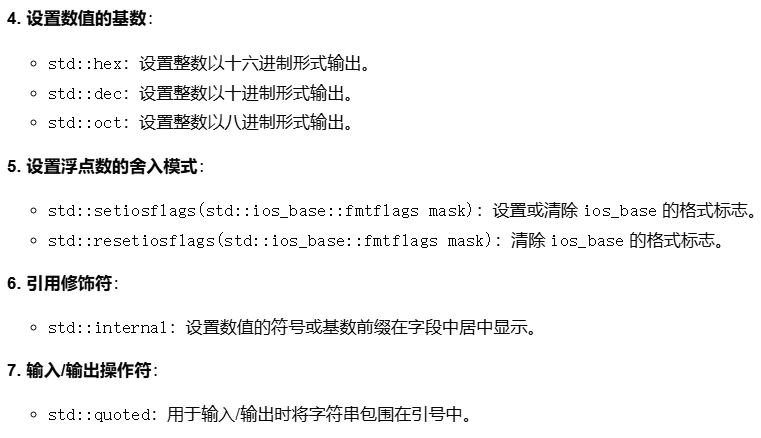 4. 设置数值的基数：
std::hex：设置整数以十六进制形式输出。
std::dec：设置整数以十进制形式输出。
std::oct：设置整数以八进制形式输出。
5. 设置浮点数的舍入模式：
std::setiosflags(std::ios_base::fmtflags mask)：设置或清除 ios_base 的格式标志。
std::resetiosflags(std::ios_base::fmtflags mask)：清除 ios_base 的格式标志。
6. 引用修饰符：
std::internal：设置数值的符号或基数前缀在字段中居中显示。
7. 输入/输出操作符：
std::quoted：用于输入/输出时将字符串包围在引号中。